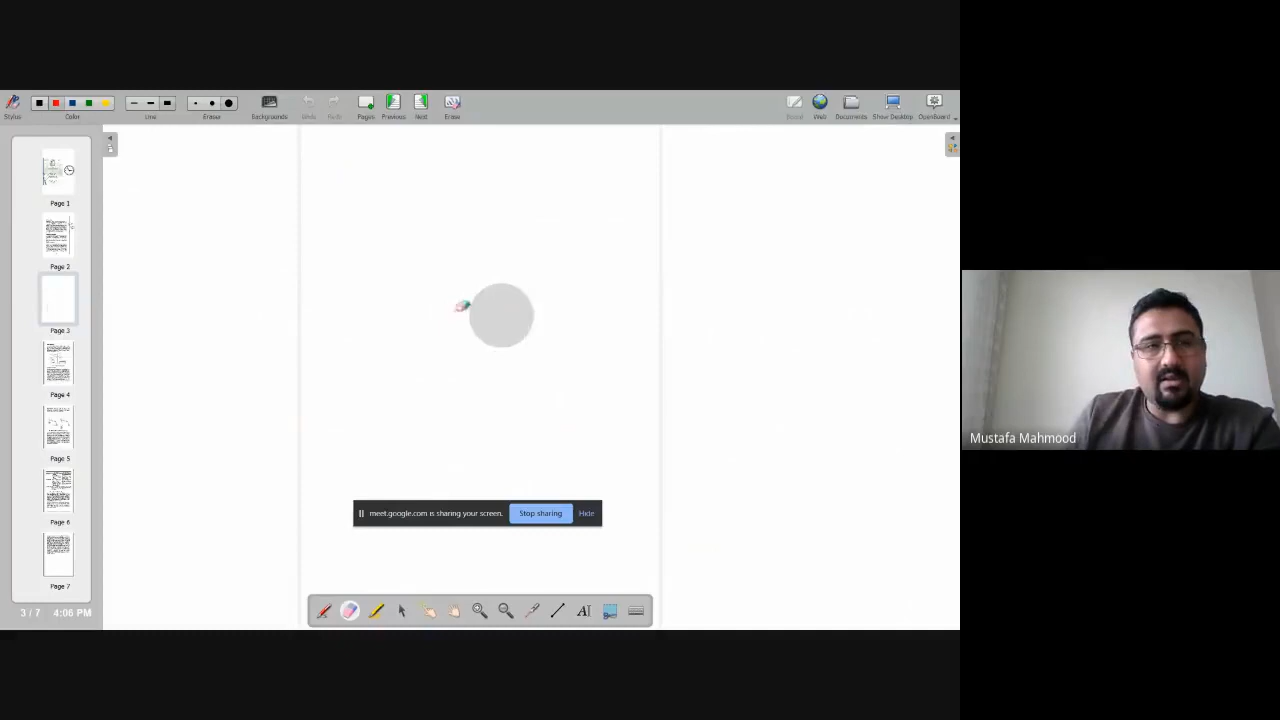 Stylus
Color
Line
Eraser
Backgrounds
Undo
Redo
Pages
Previous
Next
Erase
Board
Web
Documents
Show Desktop
OpenBoard
Page 1
Page 2
Page 3
Page 4
Page 5
Page 6
Page 7
3 / 7 4:06 PM
meet.google.com is sharing your screen.
Stop sharing
Hide
Mustafa Mahmood